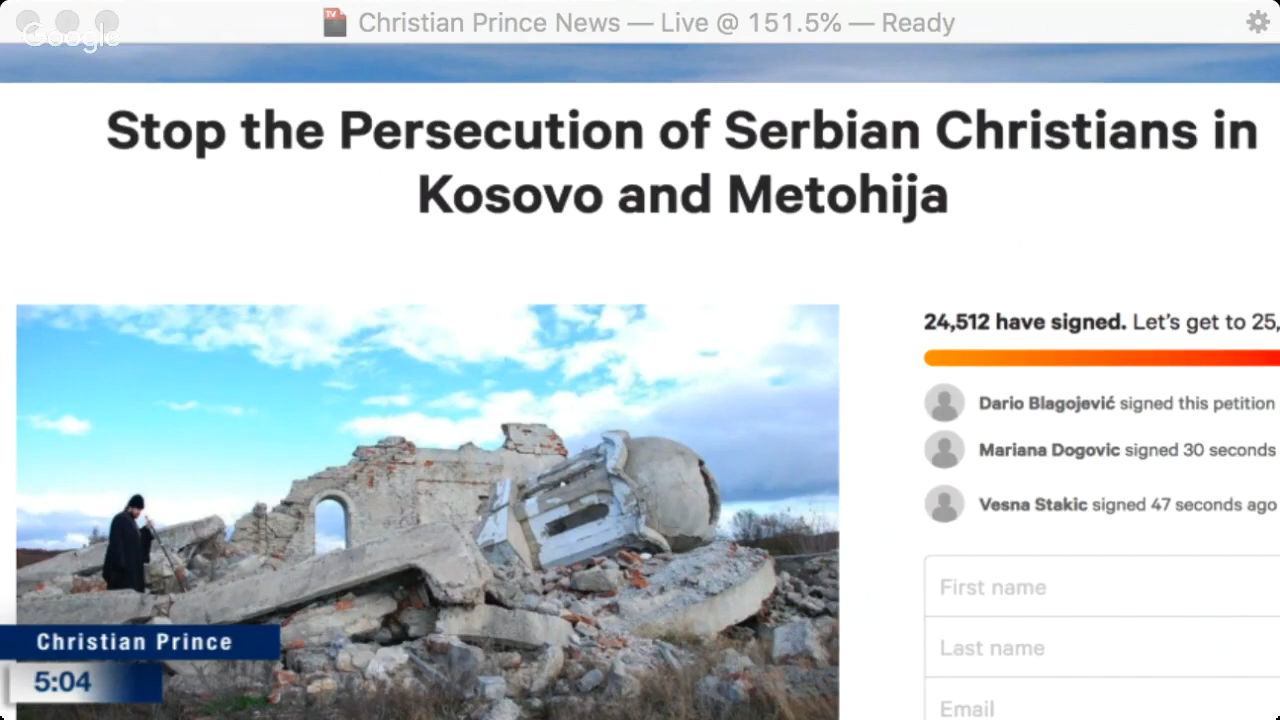 Google
TV
Christian Prince News — Live @ 151.5% — Ready
Stop the Persecution of Serbian Christians in
Kosovo and Metohija
24,512 have signed. Let's get to 25,
Dario Blagojević signed this petition
Mariana Dogovic signed 30 seconds
Vesna Stakic signed 47 seconds ago
First name
Last name
Email
Christian Prince
5:04